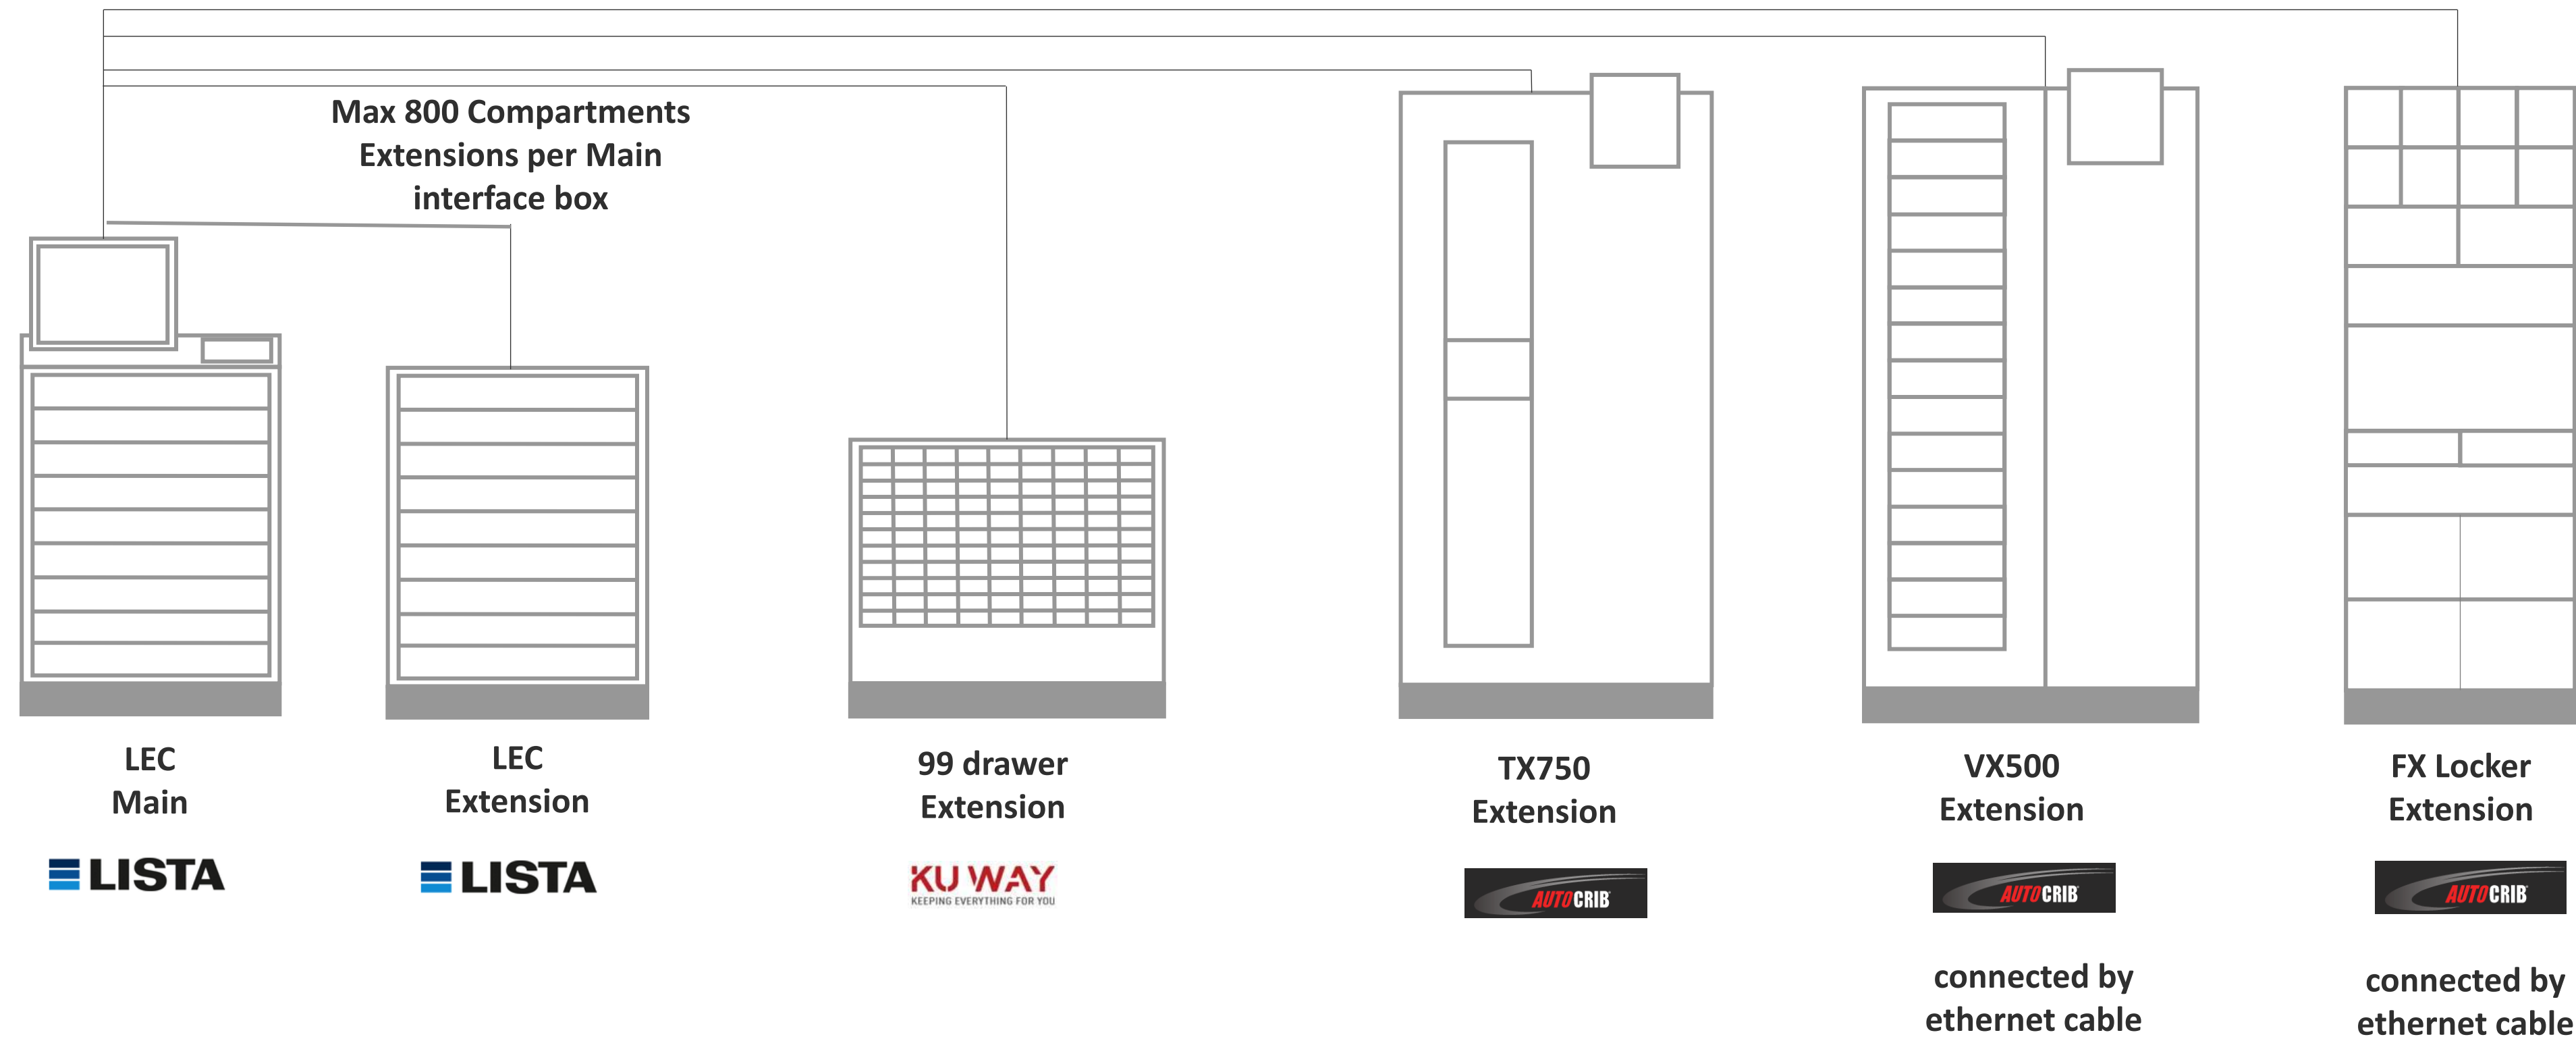 Max 800 Compartments
Extensions per Main
interface box
LEC
Main
LISTA
LEC
Extension
LISTA
99 drawer
Extension
KU WAY
KEEPING EVERYTHING FOR YOU
TX750
Extension
AUTOCRIB
VX500
Extension
AUTOCRIB
connected by
ethernet cable
FX Locker
Extension
AUTOCRIB
connected by
ethernet cable